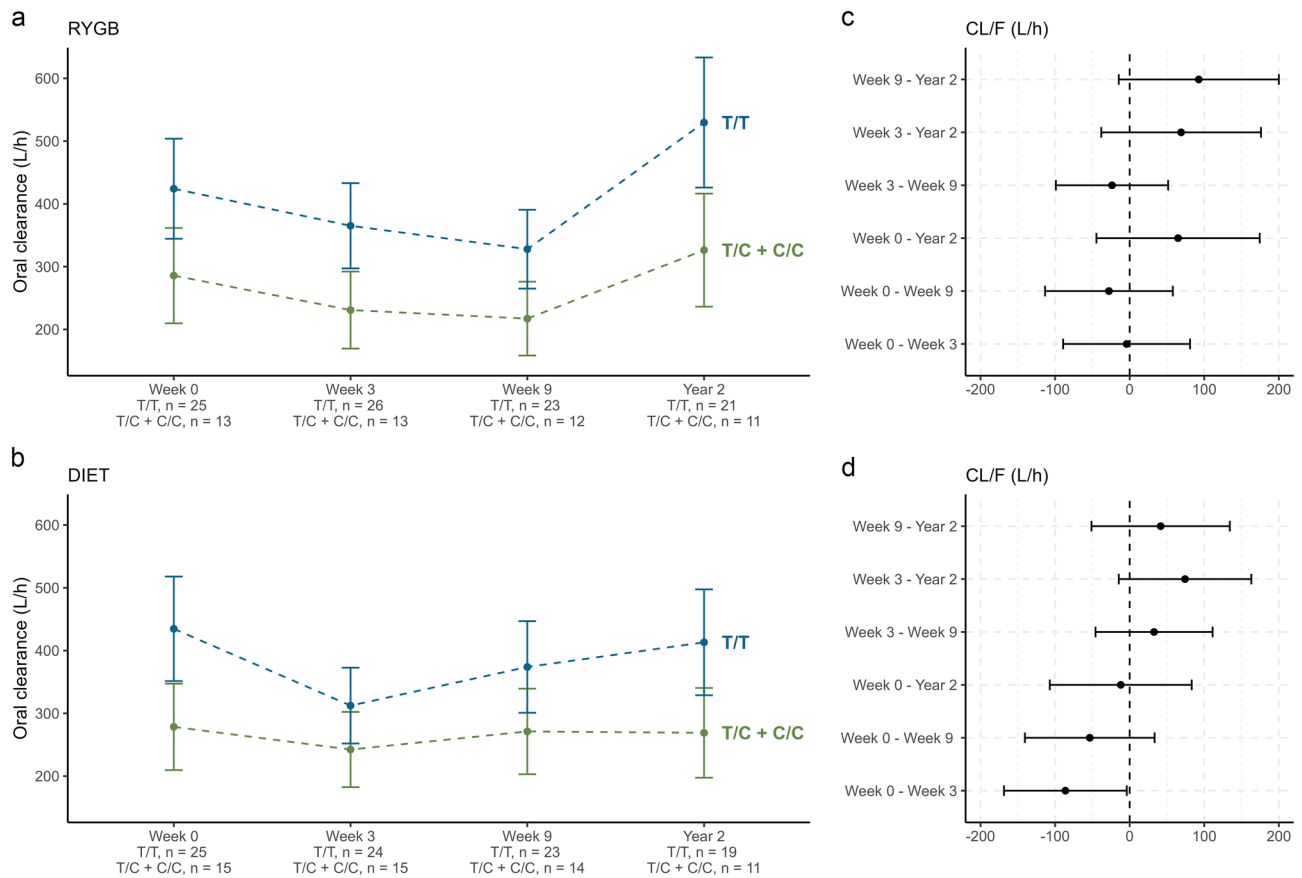 a
RYGB
Oral clearance (L/h)
600
500
400
300
200
T/T
T/C + C/C
Week 0
T/T, n = 25
T/C + C/C, n = 13
Week 3
T/T, n = 26
T/C + C/C, n = 13
Week 9
T/T, n = 23
T/C + C/C, n = 12
Year 2
T/T, n = 21
T/C + C/C, n = 11
c
CL/F (L/h)
Week 9 - Year 2
Week 3 - Year 2
Week 3 - Week 9
Week 0 - Year 2
Week 0 - Week 9
Week 0 - Week 3
-200
-100
0
100
200
b
DIET
Oral clearance (L/h)
600
500
400
300
200
T/T
T/C + C/C
Week 0
T/T, n = 25
T/C + C/C, n = 15
Week 3
T/T, n = 24
T/C + C/C, n = 15
Week 9
T/T, n = 23
T/C + C/C, n = 14
Year 2
T/T, n = 19
T/C + C/C, n = 11
d
CL/F (L/h)
Week 9 - Year 2
Week 3 - Year 2
Week 3 - Week 9
Week 0 - Year 2
Week 0 - Week 9
Week 0 - Week 3
-200
-100
0
100
200